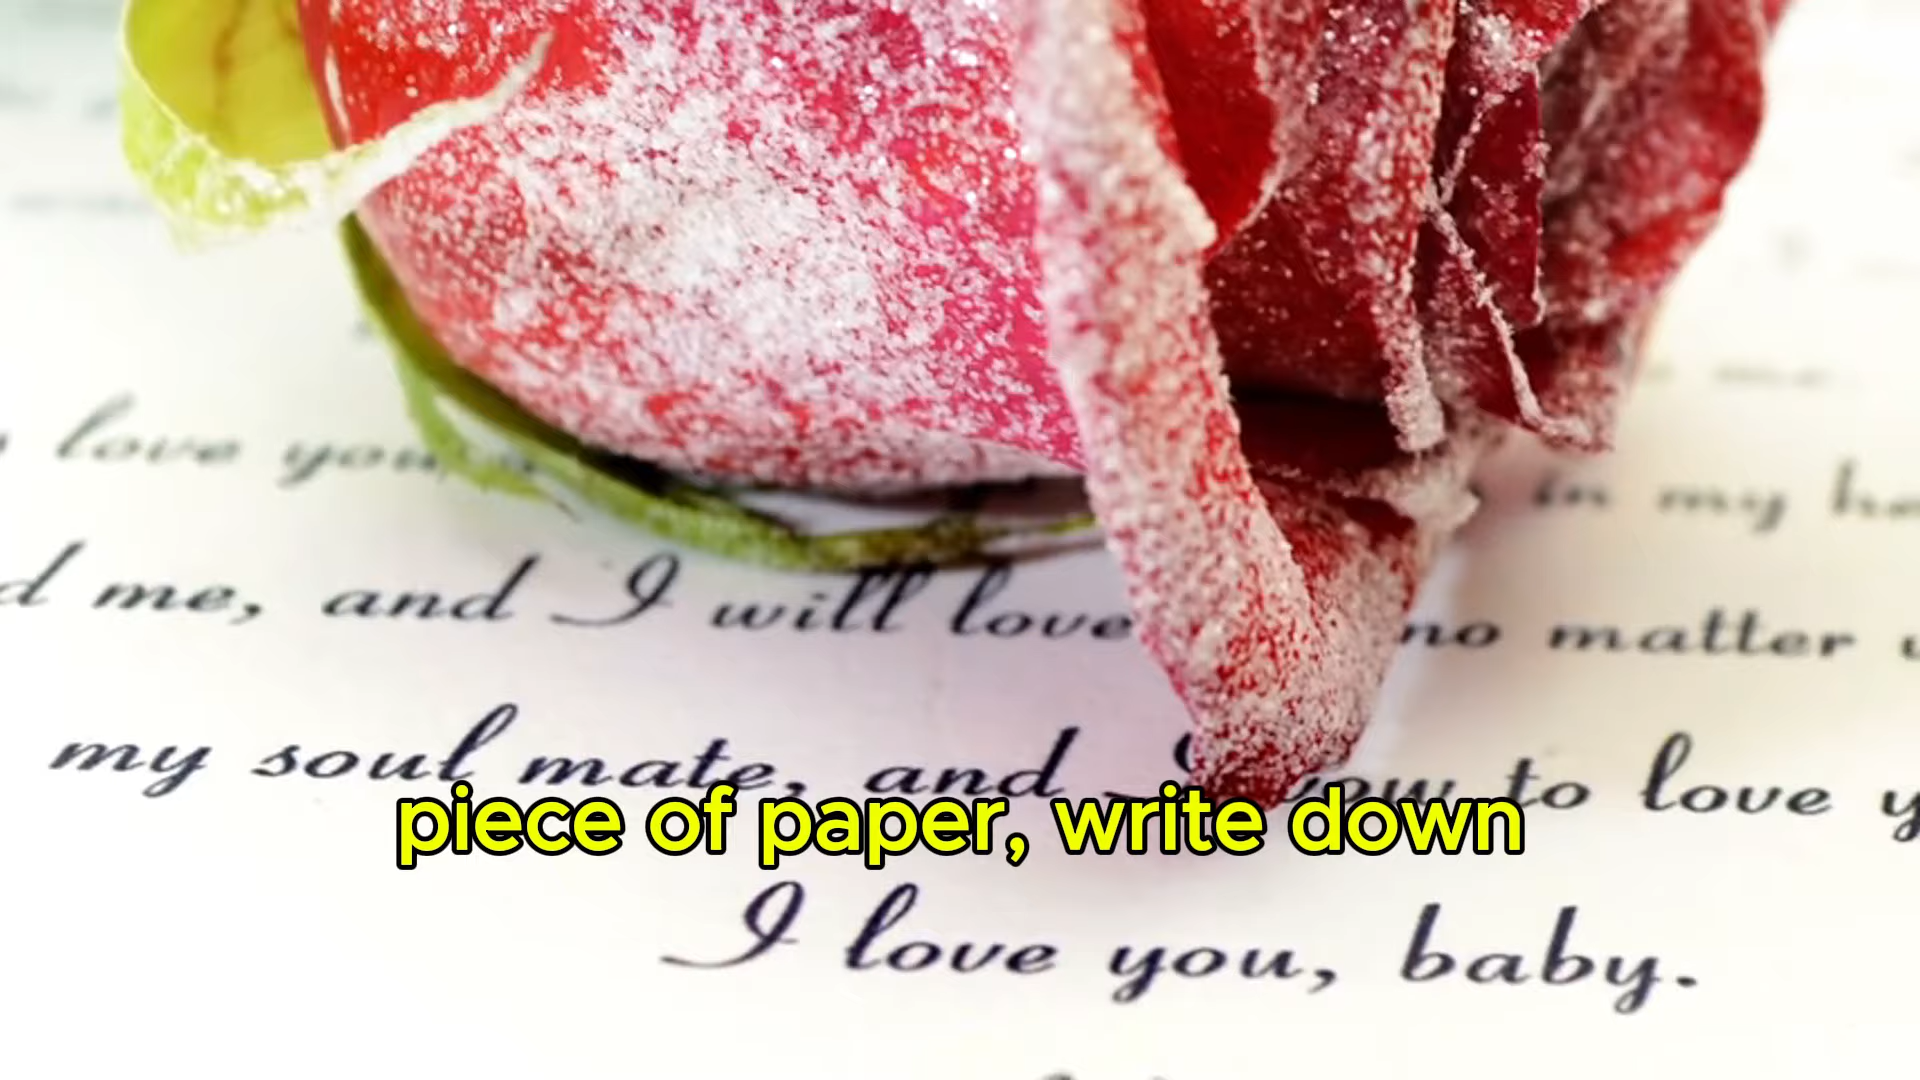 love you
in my
d me, and I will love no matter
my soul mate, and I vow to love
piece of paper, write down
I love you, baby.